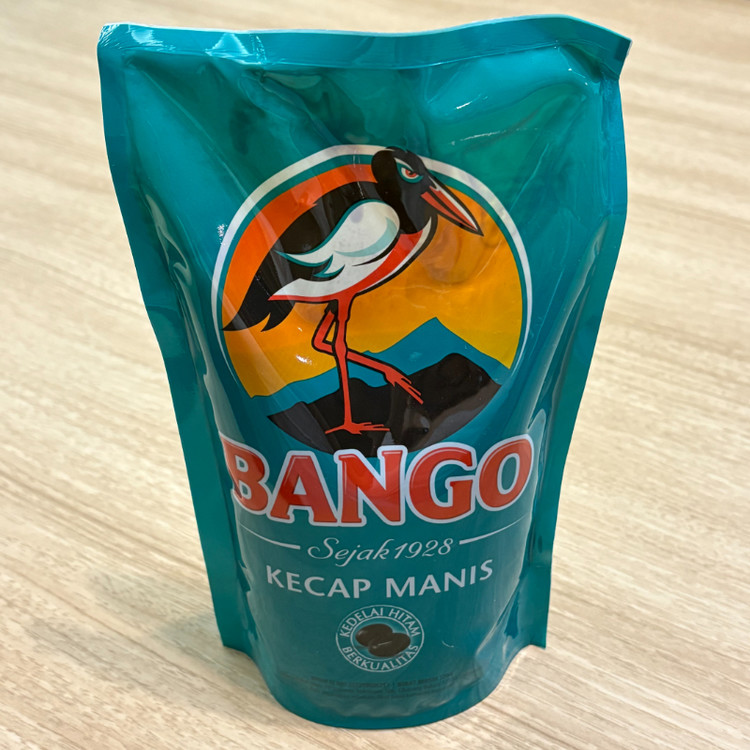 BANGO
Sejak 1928
KECAP MANIS
KEDELAI HITAM
BERKUALITAS